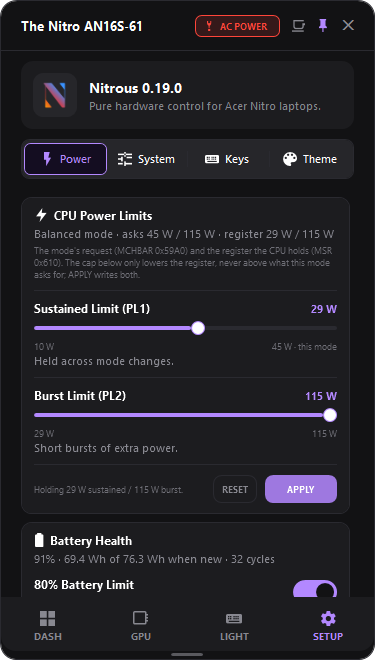 The Nitro AN16S-61
AC POWER
Nitrous 0.19.0
Pure hardware control for Acer Nitro laptops.
Power
System
Keys
Theme
CPU Power Limits
Balanced mode · asks 45 W / 115 W · register 29 W / 115 W
The mode's request (MCHBAR 0x59A0) and the register the CPU holds (MSR
0x610). The cap below only lowers the register, never above what this mode
asks for; APPLY writes both.
Sustained Limit (PL1)
29 W
10 W
45 W · this mode
Held across mode changes.
Burst Limit (PL2)
115 W
29 W
115 W
Short bursts of extra power.
Holding 29 W sustained / 115 W burst.
RESET
APPLY
Battery Health
91% · 69.4 Wh of 76.3 Wh when new · 32 cycles
80% Battery Limit
DASH
GPU
LIGHT
SETUP